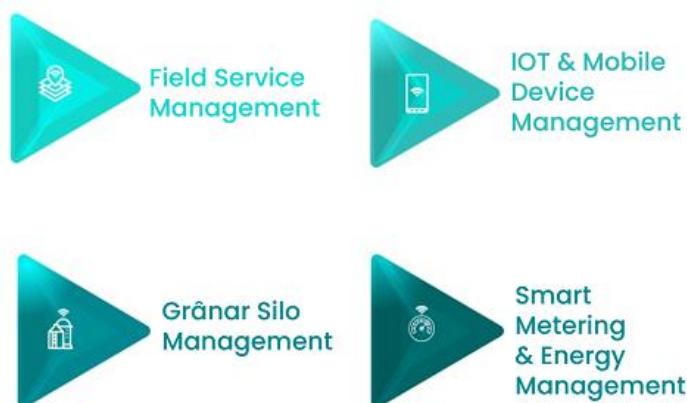 Field Service
Management
IOT & Mobile
Device
Management
Grânar Silo
Management
Smart
Metering
& Energy
Management